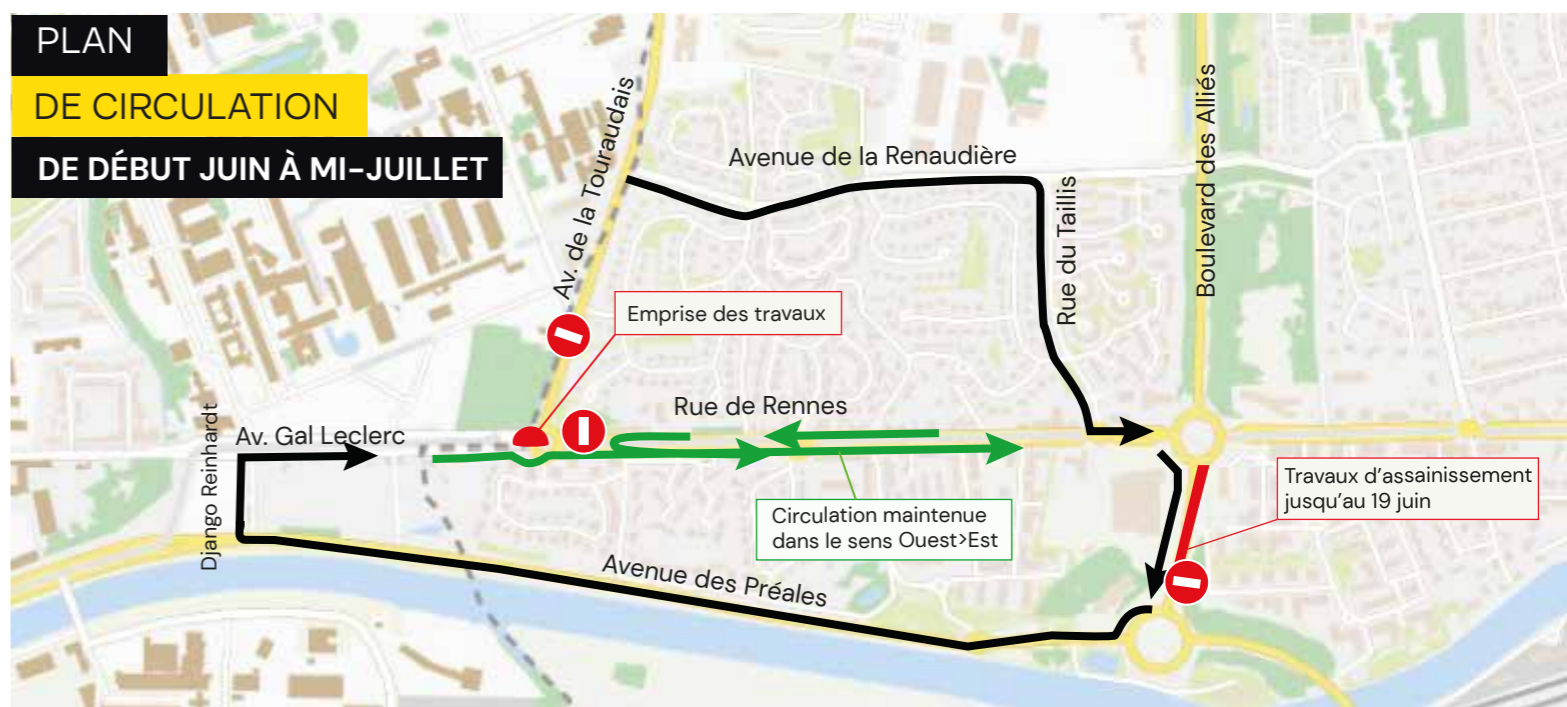 PLAN
DE CIRCULATION
DE DÉBUT JUIN À MI-JUILLET
Av. de la Touraudais
Avenue de la Renaudière
Rue du Taillis
Boulevard des Alliés
Emprise des travaux
Rue de Rennes
Django Reinhardt
Av. Gal Leclerc
Travaux d'assainissement
jusqu'au 19 juin
Circulation maintenue
dans le sens Ouest>Est
Avenue des Préales